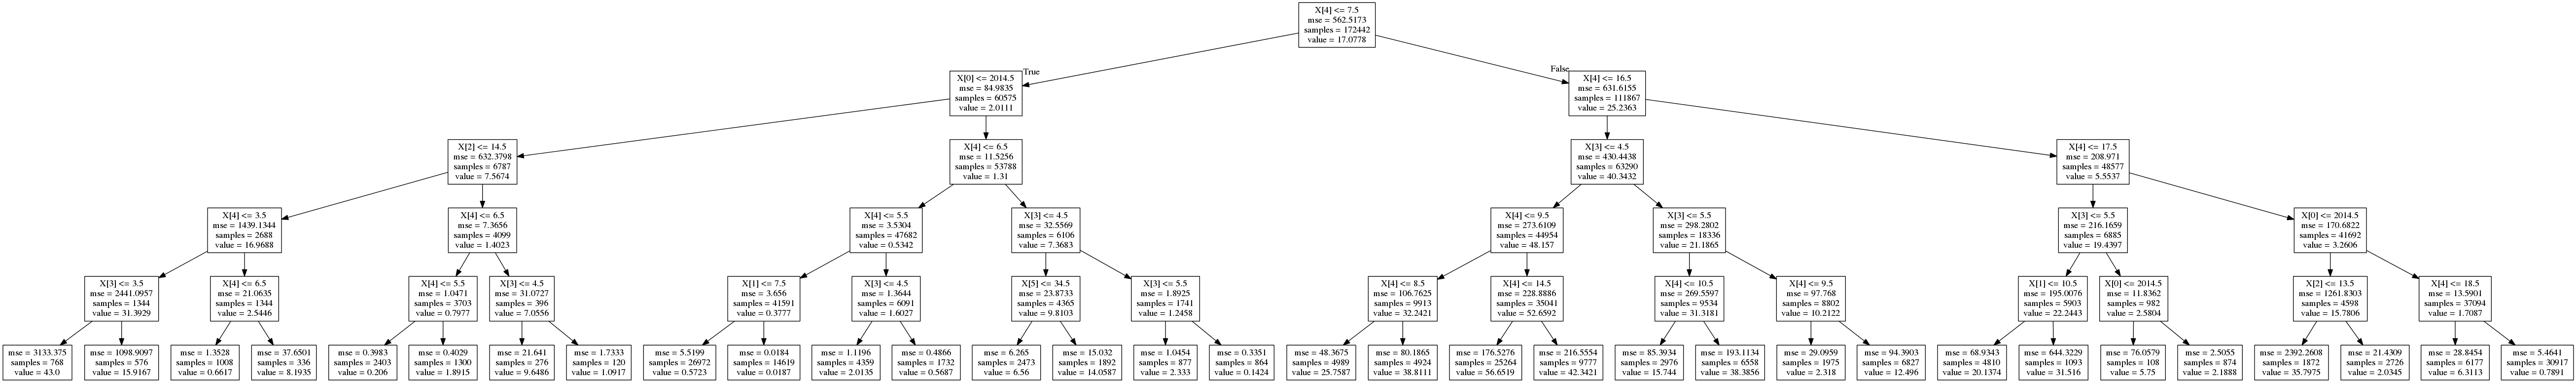 X[4] <= 7.5
mse = 562.5173
samples = 172442
value = 17.0778
True
False
X[0] <= 2014.5
mse = 84.9835
samples = 60575
value = 2.0111
X[4] <= 16.5
mse = 631.6155
samples = 111867
value = 25.2363
X[2] <= 14.5
mse = 632.3798
samples = 6787
value = 7.5674
X[4] <= 6.5
mse = 11.5256
samples = 53788
value = 1.31
X[3] <= 4.5
mse = 430.4438
samples = 63290
value = 40.3432
X[4] <= 17.5
mse = 208.971
samples = 48577
value = 5.5537
X[4] <= 3.5
mse = 1439.1344
samples = 2688
value = 16.9688
X[4] <= 6.5
mse = 7.3656
samples = 4099
value = 1.4023
X[4] <= 5.5
mse = 3.5304
samples = 47682
value = 0.5342
X[3] <= 4.5
mse = 32.5569
samples = 6106
value = 7.3683
X[4] <= 9.5
mse = 273.6109
samples = 44954
value = 48.157
X[3] <= 5.5
mse = 298.2802
samples = 18336
value = 21.1865
X[3] <= 5.5
mse = 216.1659
samples = 6885
value = 19.4397
X[0] <= 2014.5
mse = 170.6822
samples = 41692
value = 3.2606
X[3] <= 3.5
mse = 2441.0957
samples = 1344
value = 31.3929
X[4] <= 6.5
mse = 21.0635
samples = 1344
value = 2.5446
X[4] <= 5.5
mse = 1.0471
samples = 3703
value = 0.7977
X[3] <= 4.5
mse = 31.0727
samples = 396
value = 7.0556
X[1] <= 7.5
mse = 3.656
samples = 41591
value = 0.3777
X[3] <= 4.5
mse = 1.3644
samples = 6091
value = 1.6027
X[5] <= 34.5
mse = 23.8733
samples = 4365
value = 9.8103
X[3] <= 5.5
mse = 1.8925
samples = 1741
value = 1.2458
X[4] <= 8.5
mse = 106.7625
samples = 9913
value = 32.2421
X[4] <= 14.5
mse = 228.8886
samples = 35041
value = 52.6592
X[4] <= 10.5
mse = 269.5597
samples = 9534
value = 31.3181
X[4] <= 9.5
mse = 97.768
samples = 8802
value = 10.2122
X[1] <= 10.5
mse = 195.0076
samples = 5903
value = 22.2443
X[0] <= 2014.5
mse = 11.8362
samples = 982
value = 2.5804
X[2] <= 13.5
mse = 1261.8303
samples = 4598
value = 15.7806
X[4] <= 18.5
mse = 13.5901
samples = 37094
value = 1.7087
mse = 3133.375
samples = 768
value = 43.0
mse = 1098.9097
samples = 576
value = 15.9167
mse = 1.3528
samples = 1008
value = 0.6617
mse = 37.6501
samples = 336
value = 8.1935
mse = 0.3983
samples = 2403
value = 0.206
mse = 0.4029
samples = 1300
value = 1.8915
mse = 21.641
samples = 276
value = 9.6486
mse = 1.7333
samples = 120
value = 1.0917
mse = 5.5199
samples = 26972
value = 0.5723
mse = 0.0184
samples = 14619
value = 0.0187
mse = 1.1196
samples = 4359
value = 2.0135
mse = 0.4866
samples = 1732
value = 0.5687
mse = 6.265
samples = 2473
value = 6.56
mse = 15.032
samples = 1892
value = 14.0587
mse = 1.0454
samples = 877
value = 2.333
mse = 0.3351
samples = 864
value = 0.1424
mse = 48.3675
samples = 4989
value = 25.7587
mse = 80.1865
samples = 4924
value = 38.8111
mse = 176.5276
samples = 25264
value = 56.6519
mse = 216.5554
samples = 9777
value = 42.3421
mse = 85.3934
samples = 2976
value = 15.744
mse = 193.1134
samples = 6558
value = 38.3856
mse = 29.0959
samples = 1975
value = 2.318
mse = 94.3903
samples = 6827
value = 12.496
mse = 68.9343
samples = 4810
value = 20.1374
mse = 644.3229
samples = 1093
value = 31.516
mse = 76.0579
samples = 108
value = 5.75
mse = 2.5055
samples = 874
value = 2.1888
mse = 2392.2608
samples = 1872
value = 35.7975
mse = 21.4309
samples = 2726
value = 2.0345
mse = 28.8454
samples = 6177
value = 6.3113
mse = 5.4641
samples = 30917
value = 0.7891